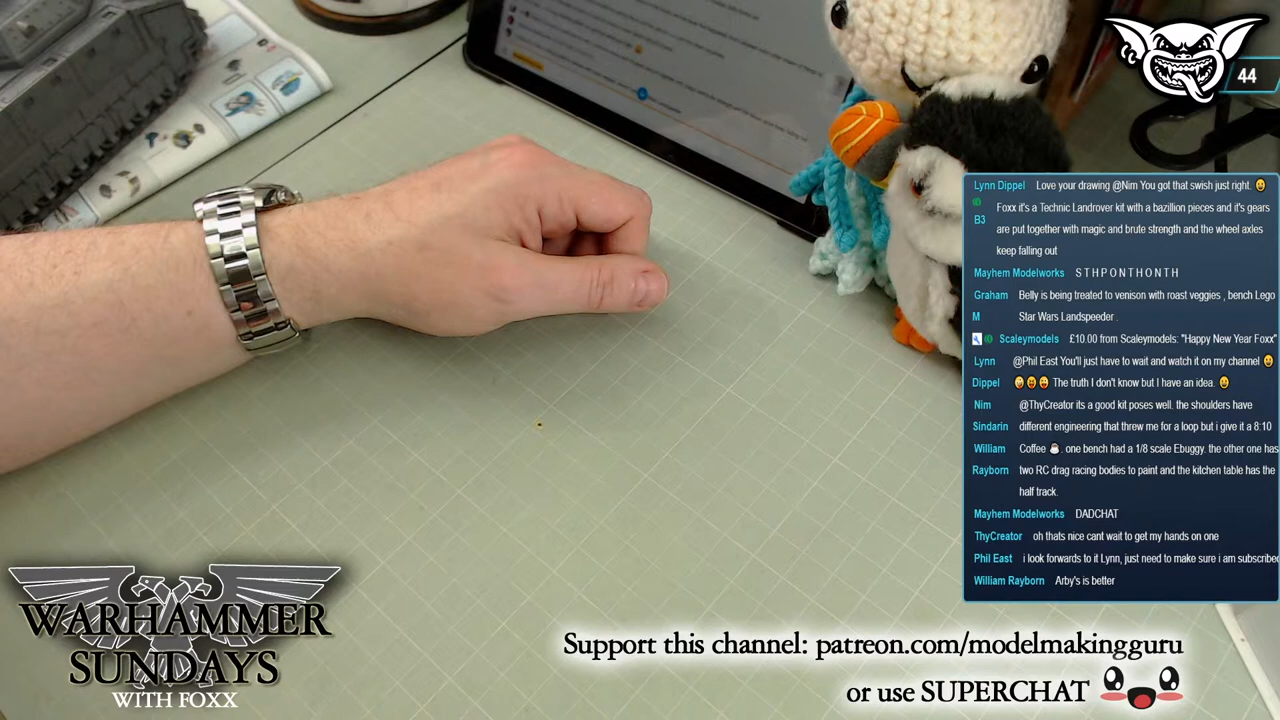 44
Lynn Dippel Love your drawing @Nim You got that swish just right. 😀
B3 Foxx it's a Technic Landrover kit with a bazillion pieces and it's gears
are put together with magic and brute strength and the wheel axles
keep falling out
Mayhem Modelworks S T H P O N T H O N T H
Graham M Belly is being treated to venison with roast veggies , bench Lego
Star Wars Landspeeder .
Scaleymodels £10.00 from Scaleymodels: "Happy New Year Foxx"
Lynn Dippel @Phil East You'll just have to wait and watch it on my channel
The truth I don't know but I have an idea.
Nim Sindarin @ThyCreator its a good kit poses well. the shoulders have
different engineering that threw me for a loop but i give it a 8:10
William Rayborn Coffee ☕. one bench had a 1/8 scale Ebuggy. the other one has
two RC drag racing bodies to paint and the kitchen table has the
half track.
Mayhem Modelworks DADCHAT
ThyCreator oh thats nice cant wait to get my hands on one
Phil East i look forwards to it Lynn, just need to make sure i am subscribed
William Rayborn Arby's is better
WARHAMMER
SUNDAYS
WITH FOXX
Support this channel: patreon.com/modelmakingguru
or use SUPERCHAT